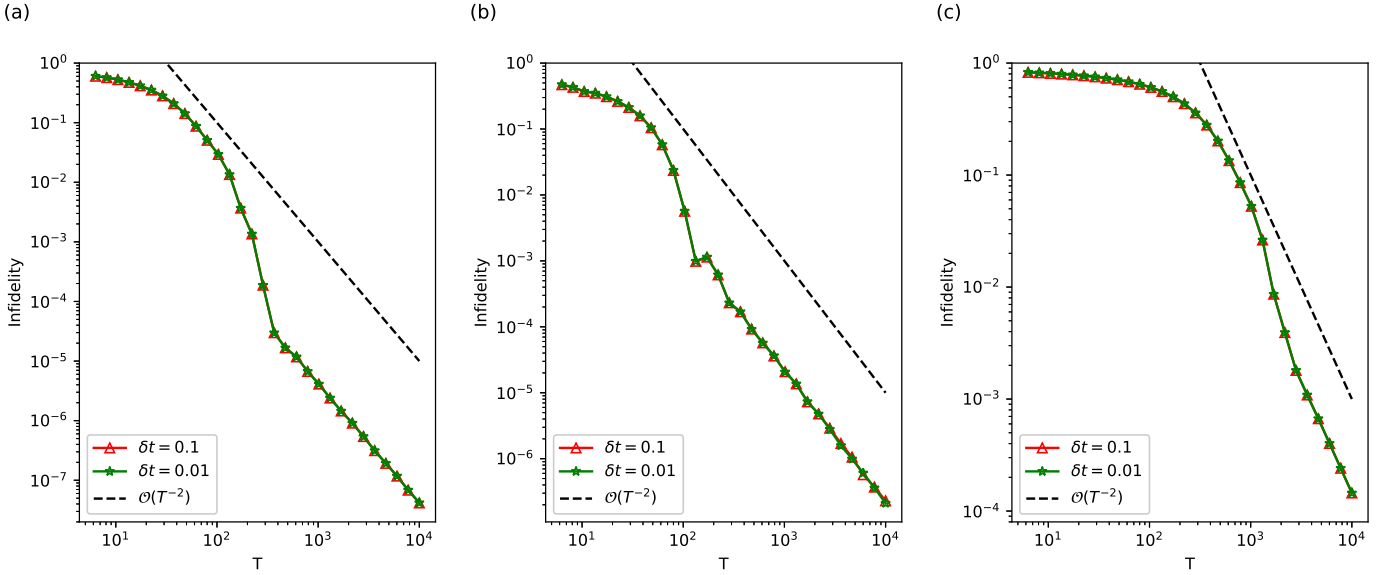 (a)
10^0
10^{-1}
10^{-2}
10^{-3}
10^{-4}
10^{-5}
10^{-6}
10^{-7}
Infidelity
δt = 0.1
δt = 0.01
𝒪(T^{-2})
10^1
10^2
10^3
10^4
T
(b)
10^0
10^{-1}
10^{-2}
10^{-3}
10^{-4}
10^{-5}
10^{-6}
Infidelity
δt = 0.1
δt = 0.01
𝒪(T^{-2})
10^1
10^2
10^3
10^4
T
(c)
10^0
10^{-1}
10^{-2}
10^{-3}
10^{-4}
Infidelity
δt = 0.1
δt = 0.01
𝒪(T^{-2})
10^1
10^2
10^3
10^4
T